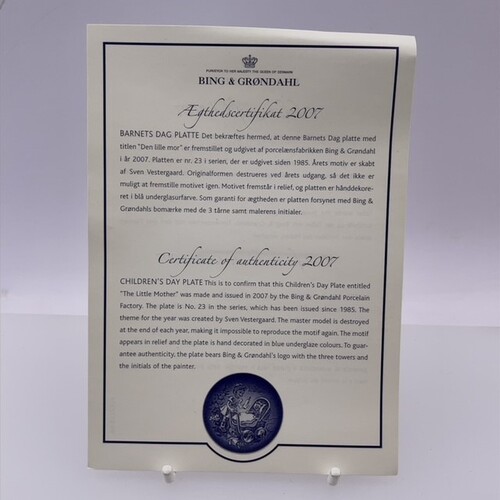 PURVEYOR TO HER MAJESTY THE QUEEN OF DENMARK
BING & GRØNDAHL
Ægthedscertifikat 2007
BARNETS DAG PLATTE Det bekræftes hermed, at denne Barnets Dag platte med
titlen "Den lille mor" er fremstillet og udgivet af porcelænsfabrikken Bing & Grøndahl
i år 2007. Platten er nr. 23 i serien, der er udgivet siden 1985. Årets motiv er skabt
af Sven Vestergaard. Originalformen destrueres ved årets udgang, så det ikke er
muligt at fremstille motivet igen. Motivet fremstår i relief, og platten er hånddekore-
ret i blå underglasurfarve. Som garanti for ægtheden er platten forsynet med Bing &
Grøndahls bomærke med de 3 tårne samt malerens initialer.
Certificate of authenticity 2007
CHILDREN'S DAY PLATE This is to confirm that this Children's Day Plate entitled
"The Little Mother" was made and issued in 2007 by the Bing & Grøndahl Porcelain
Factory. The plate is No. 23 in the series, which has been issued since 1985. The
theme for the year was created by Sven Vestergaard. The master model is destroyed
at the end of each year, making it impossible to reproduce the motif again. The motif
appears in relief and the plate is hand decorated in blue underglaze colours. To guar-
antee authenticity, the plate bears Bing & Grøndahl's logo with the three towers and
the initials of the painter.